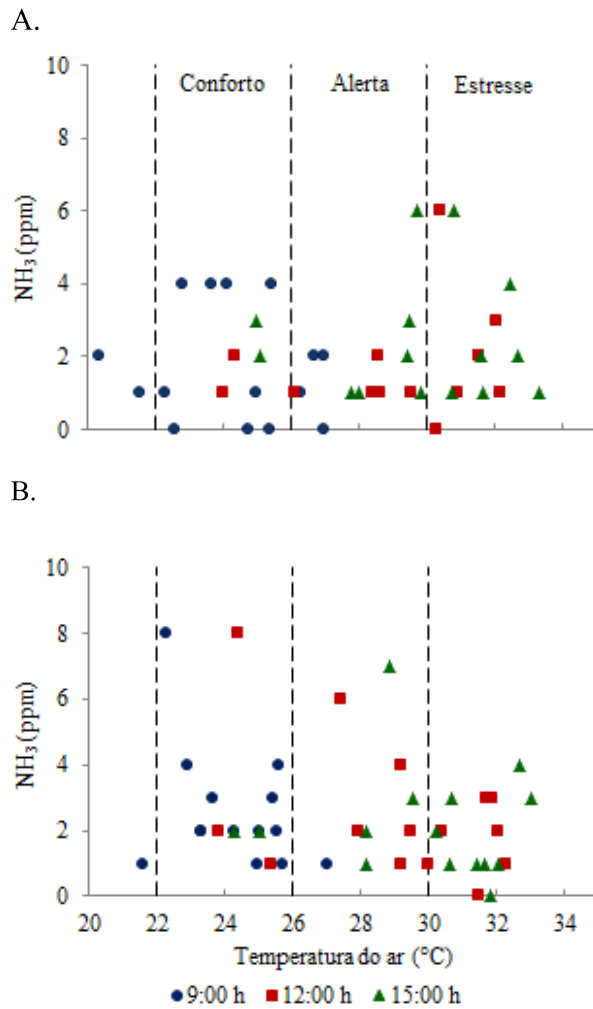 A.
Conforto Alerta Estresse
10
8
6
4
2
0
NH₃ (ppm)
B.
10
8
6
4
2
0
NH₃ (ppm)
20 22 24 26 28 30 32 34
Temperatura do ar (°C)
9:00 h 12:00 h 15:00 h